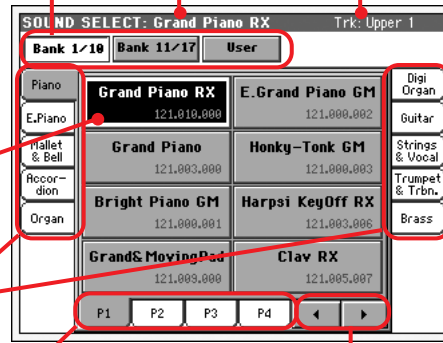 SOUND SELECT: Grand Piano RX Trk: Upper 1
Bank 1/10 Bank 11/17 User
Piano
E.Piano
Mallet
& Bell
Accor-
dion
Organ
Grand Piano RX
121.010.000
E.Grand Piano GM
121.000.002
Grand Piano
121.003.000
Honky-Tonk GM
121.000.003
Bright Piano GM
121.000.001
Harpsi KeyOff RX
121.003.006
Grand&MovingPad
121.009.000
Clav RX
121.005.007
Digi
Organ
Guitar
Strings
& Vocal
Trumpet
& Trbn.
Brass
P1 P2 P3 P4